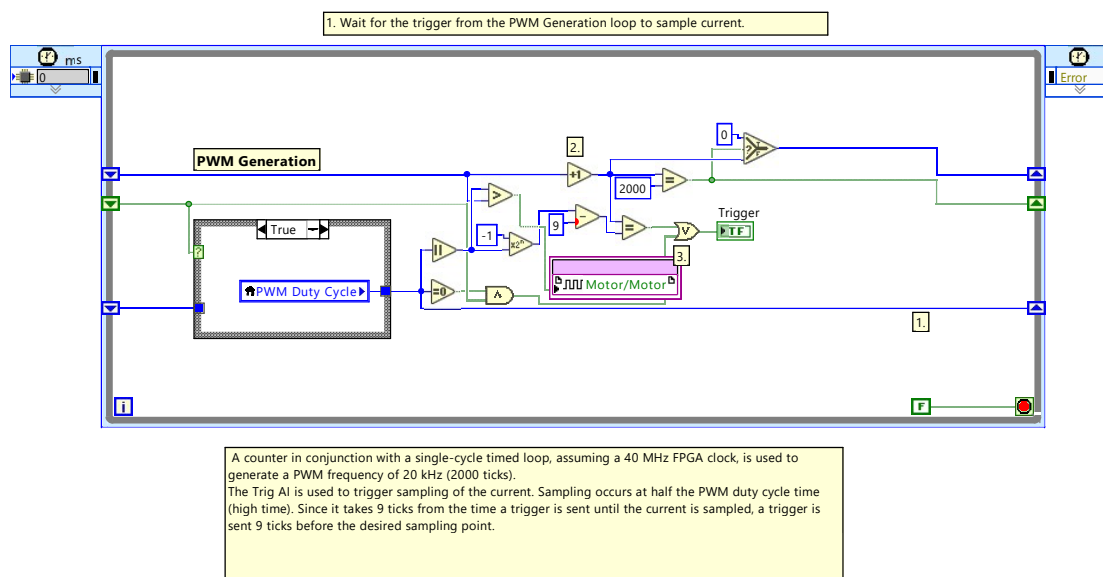 1. Wait for the trigger from the PWM Generation loop to sample current.
ms
0
Error
PWM Generation
2.
0
+1
2000
=
?
T
F
>
-1
x2ⁿ
9
-
=
V
Trigger
TF
True
?
PWM Duty Cycle
||
=0
Λ
3.
Motor/Motor
1.
i
F
A counter in conjunction with a single-cycle timed loop, assuming a 40 MHz FPGA clock, is used to
generate a PWM frequency of 20 kHz (2000 ticks).
The Trig AI is used to trigger sampling of the current. Sampling occurs at half the PWM duty cycle time
(high time). Since it takes 9 ticks from the time a trigger is sent until the current is sampled, a trigger is
sent 9 ticks before the desired sampling point.